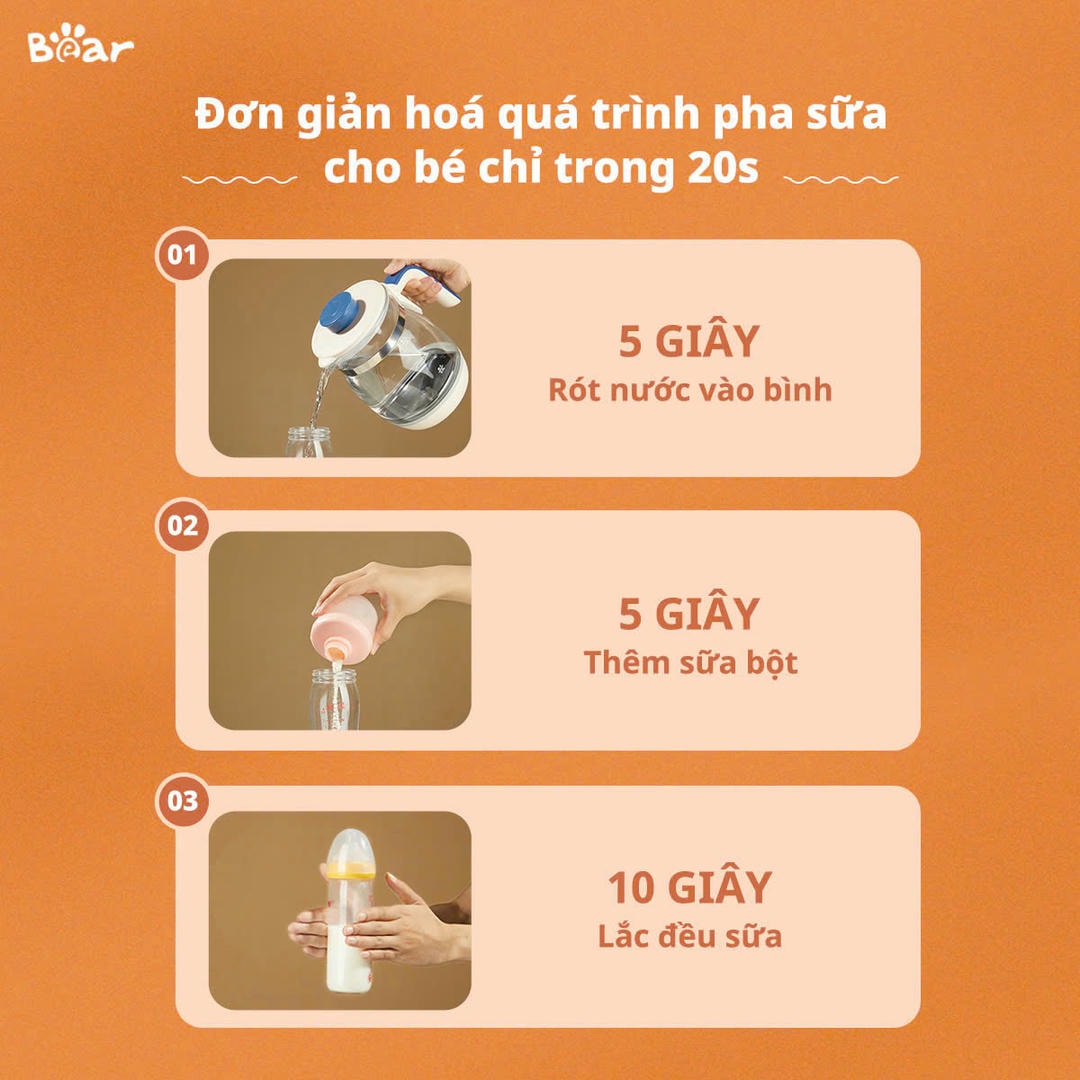 Bear
Đơn giản hoá quá trình pha sữa
cho bé chỉ trong 20s
01
5 GIÂY
Rót nước vào bình
02
5 GIÂY
Thêm sữa bột
03
10 GIÂY
Lắc đều sữa